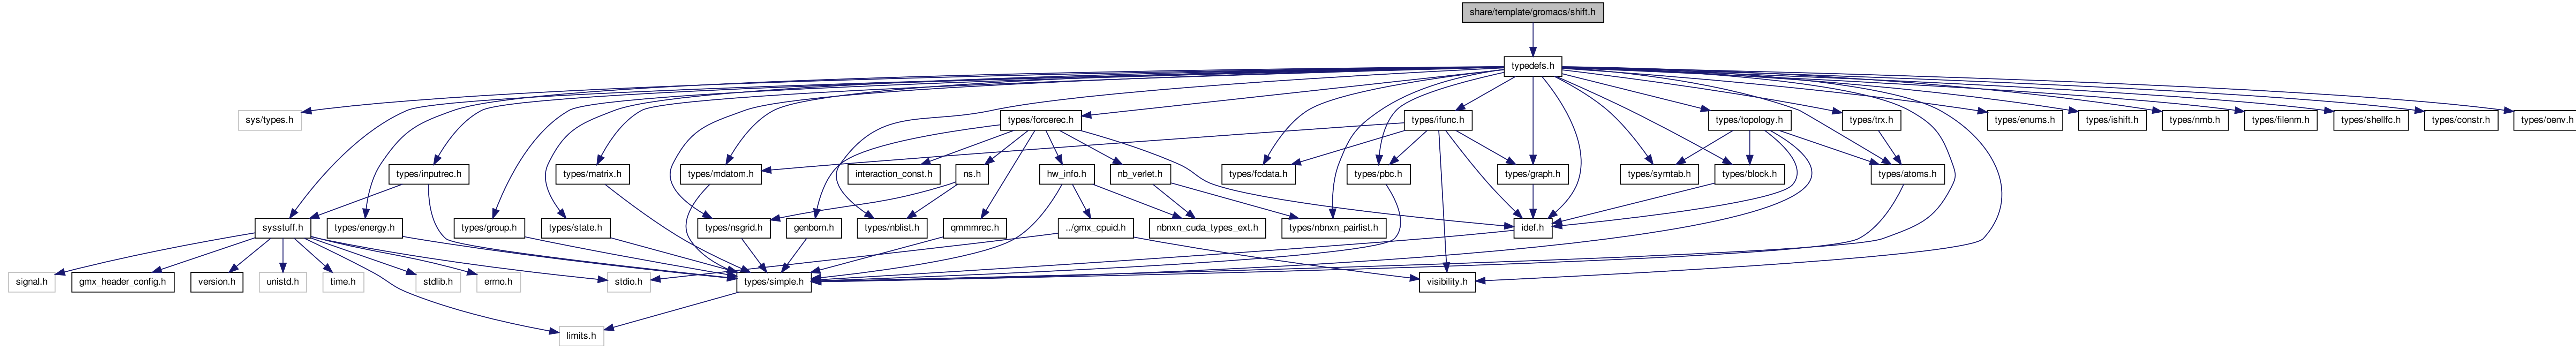 share/template/gromacs/shift.h
typedefs.h
sys/types.h
types/forcerec.h
types/ifunc.h
types/topology.h
types/trx.h
types/enums.h
types/ishift.h
types/nrnb.h
types/filenm.h
types/shellfc.h
types/constr.h
types/oenv.h
types/inputrec.h
types/matrix.h
types/mdatom.h
interaction_const.h
ns.h
hw_info.h
nb_verlet.h
types/fcdata.h
types/pbc.h
types/graph.h
types/symtab.h
types/block.h
types/atoms.h
sysstuff.h
types/energy.h
types/group.h
types/state.h
types/nsgrid.h
genborn.h
types/nblist.h
qmmmrec.h
../gmx_cpuid.h
nbnxn_cuda_types_ext.h
types/nbnxn_pairlist.h
idef.h
signal.h
gmx_header_config.h
version.h
unistd.h
time.h
stdlib.h
errno.h
stdio.h
types/simple.h
visibility.h
limits.h